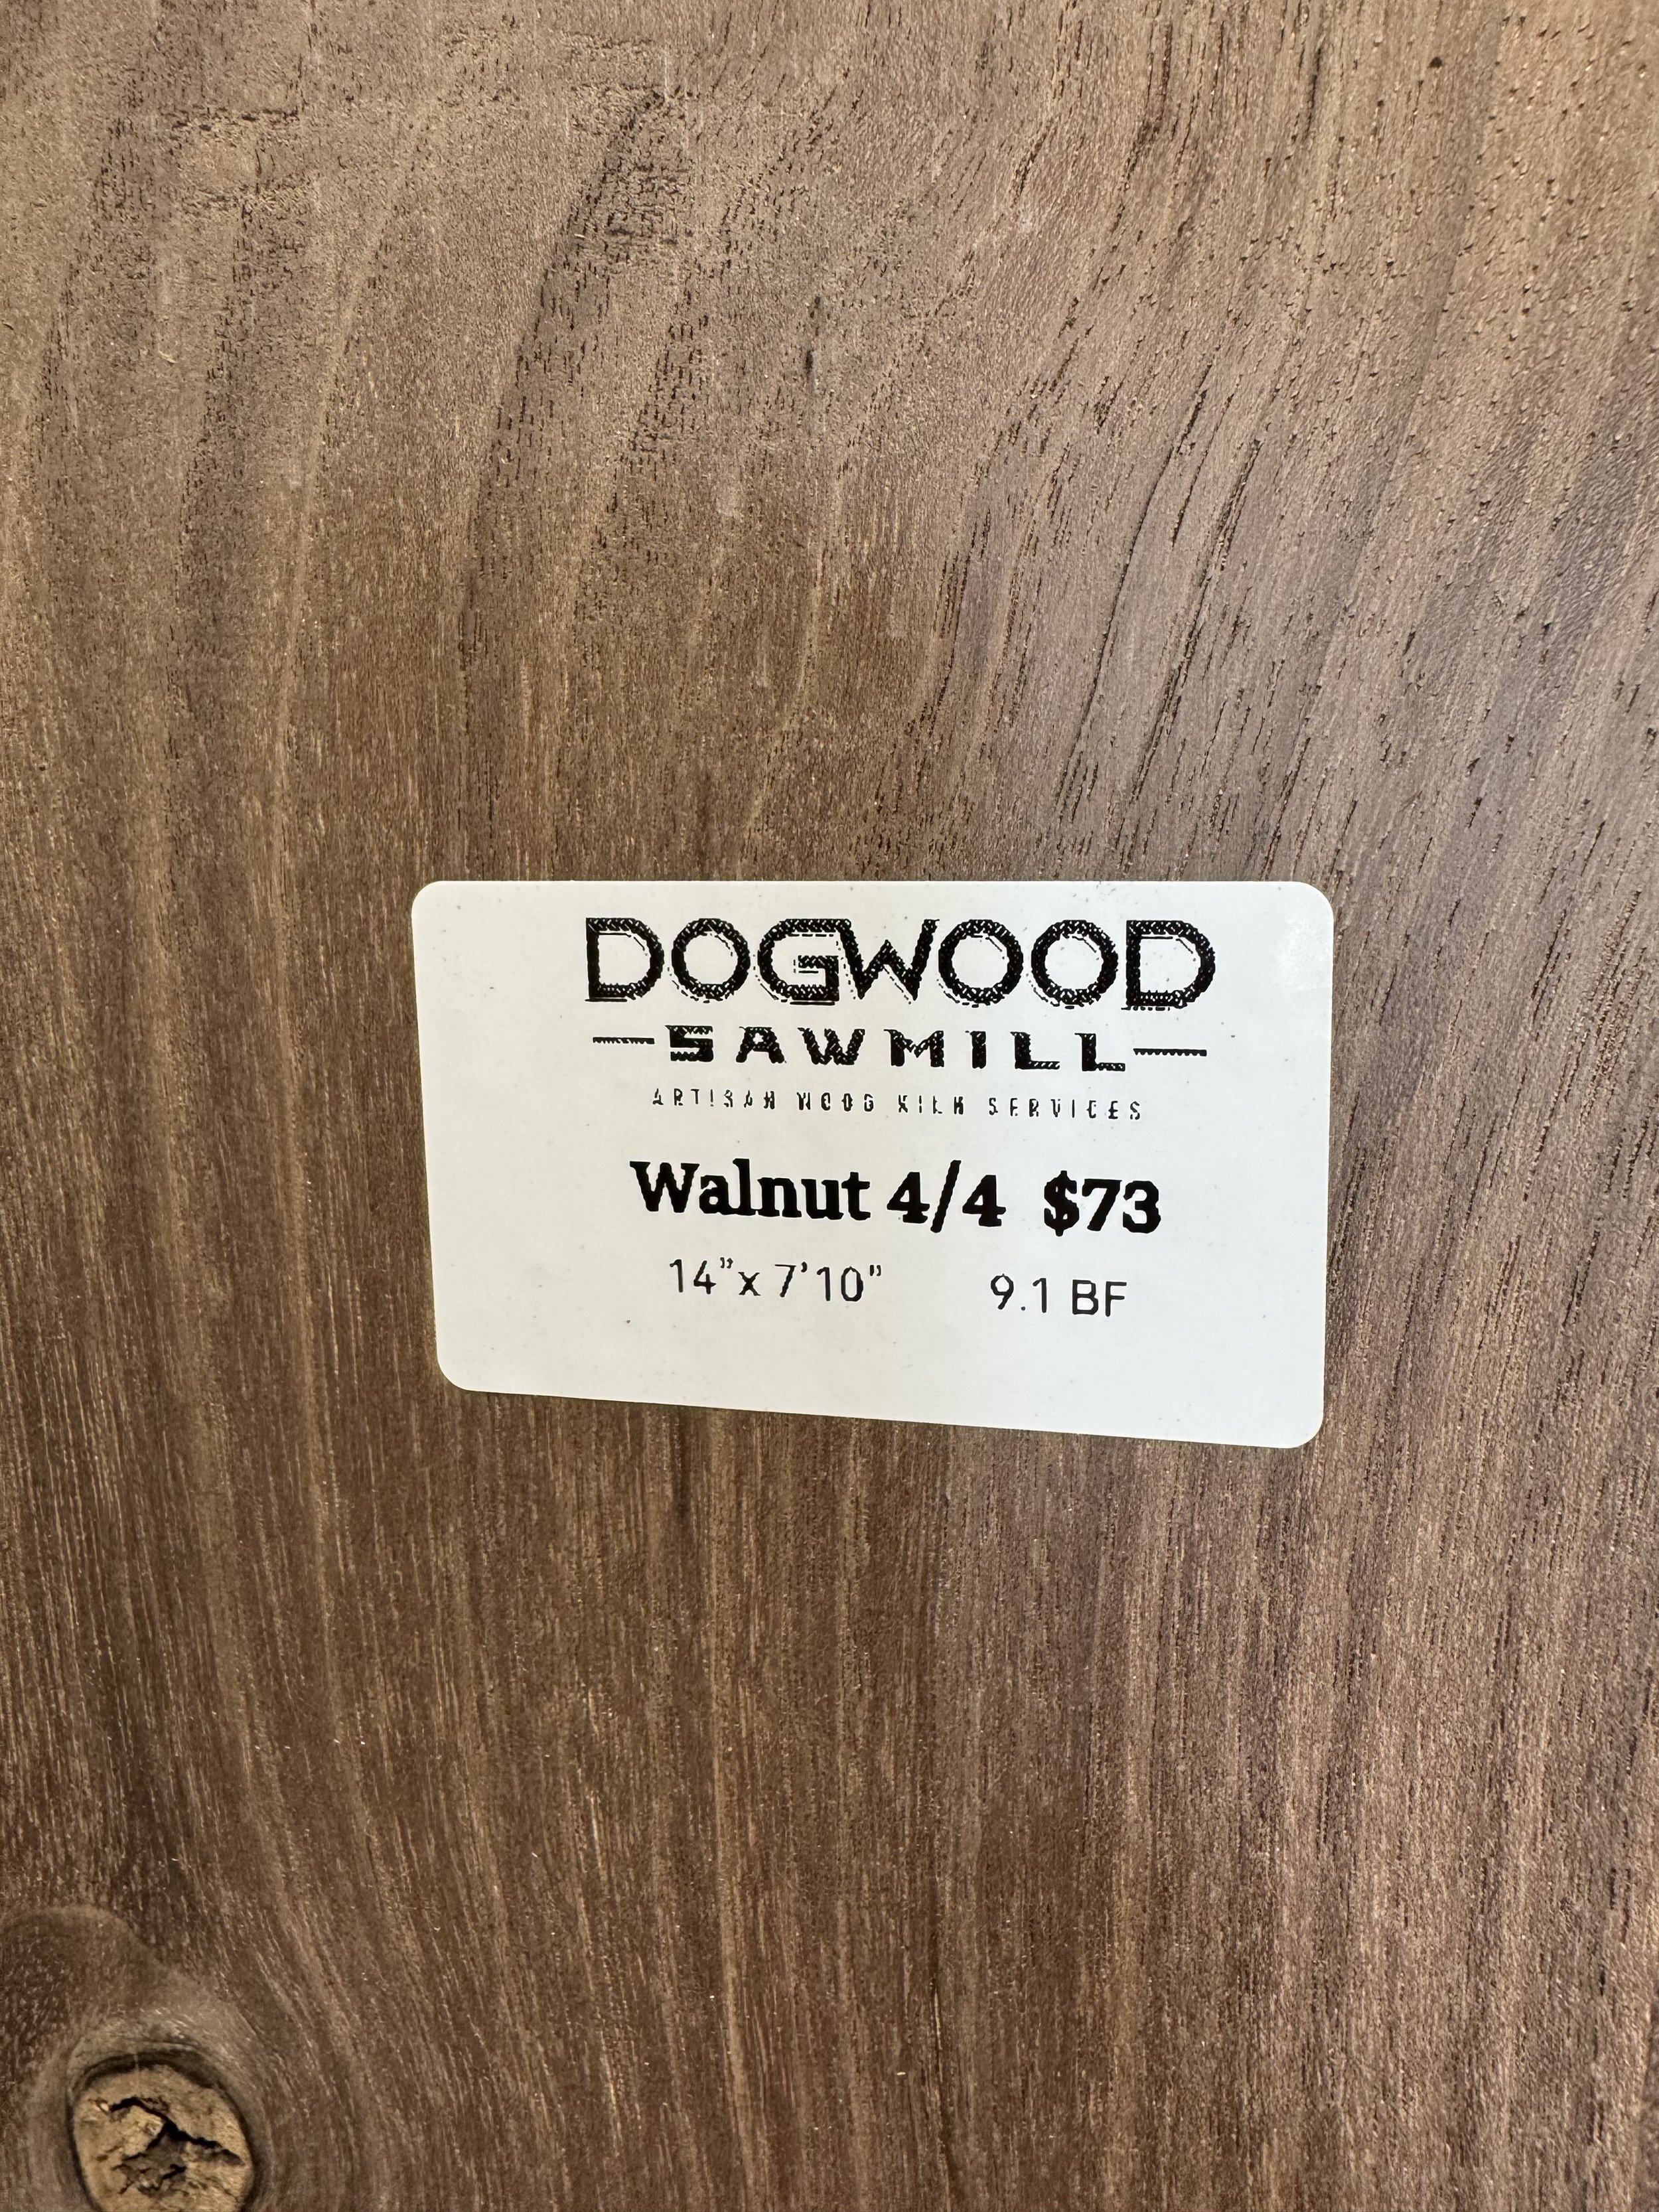 DOGWOOD
SAWMILL
ARTISAN WOOD KILN SERVICES
Walnut 4/4 $73
14"x 7'10" 9.1 BF